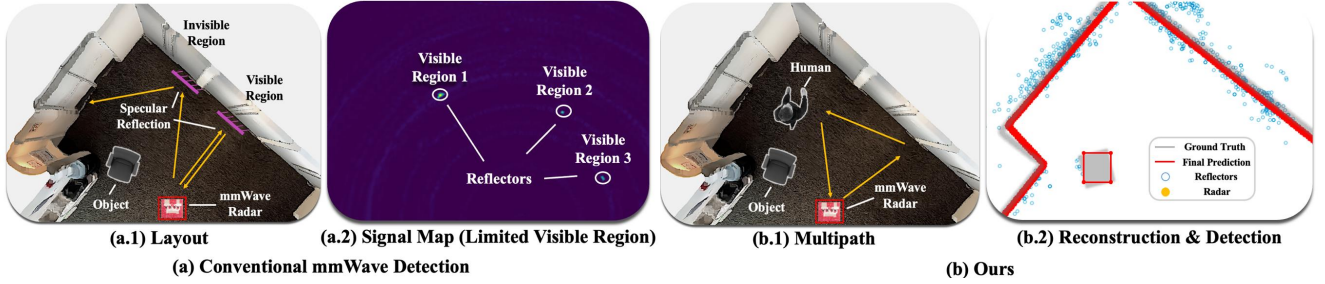 Invisible
Region
Visible
Region
Specular
Reflection
Object
mmWave
Radar
(a.1) Layout
Visible
Region 1
Visible
Region 2
Visible
Region 3
Reflectors
(a.2) Signal Map (Limited Visible Region)
(a) Conventional mmWave Detection
Human
Object
mmWave
Radar
(b.1) Multipath
Ground Truth
Final Prediction
Reflectors
Radar
(b.2) Reconstruction & Detection
(b) Ours